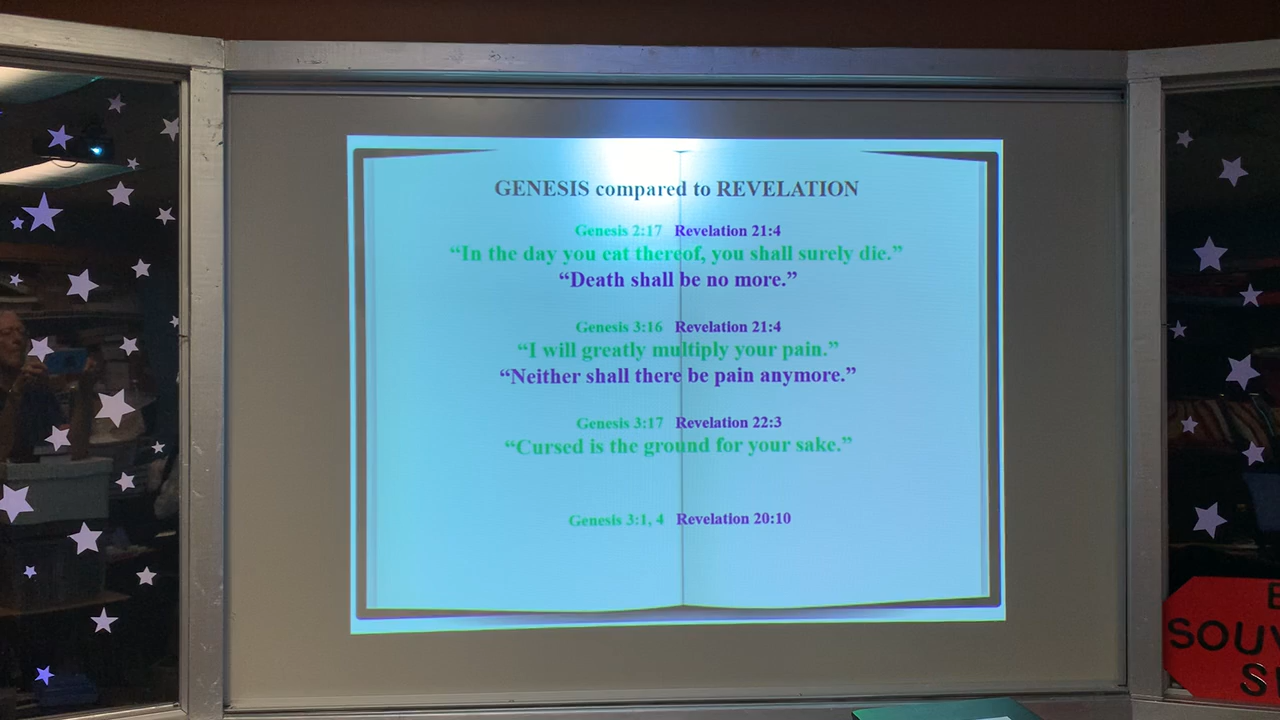 GENESIS compared to REVELATION
Genesis 2:17 Revelation 21:4
“In the day you eat thereof, you shall surely die.”
“Death shall be no more.”
Genesis 3:16 Revelation 21:4
“I will greatly multiply your pain.”
“Neither shall there be pain anymore.”
Genesis 3:17 Revelation 22:3
“Cursed is the ground for your sake.”
Genesis 3:1, 4 Revelation 20:10